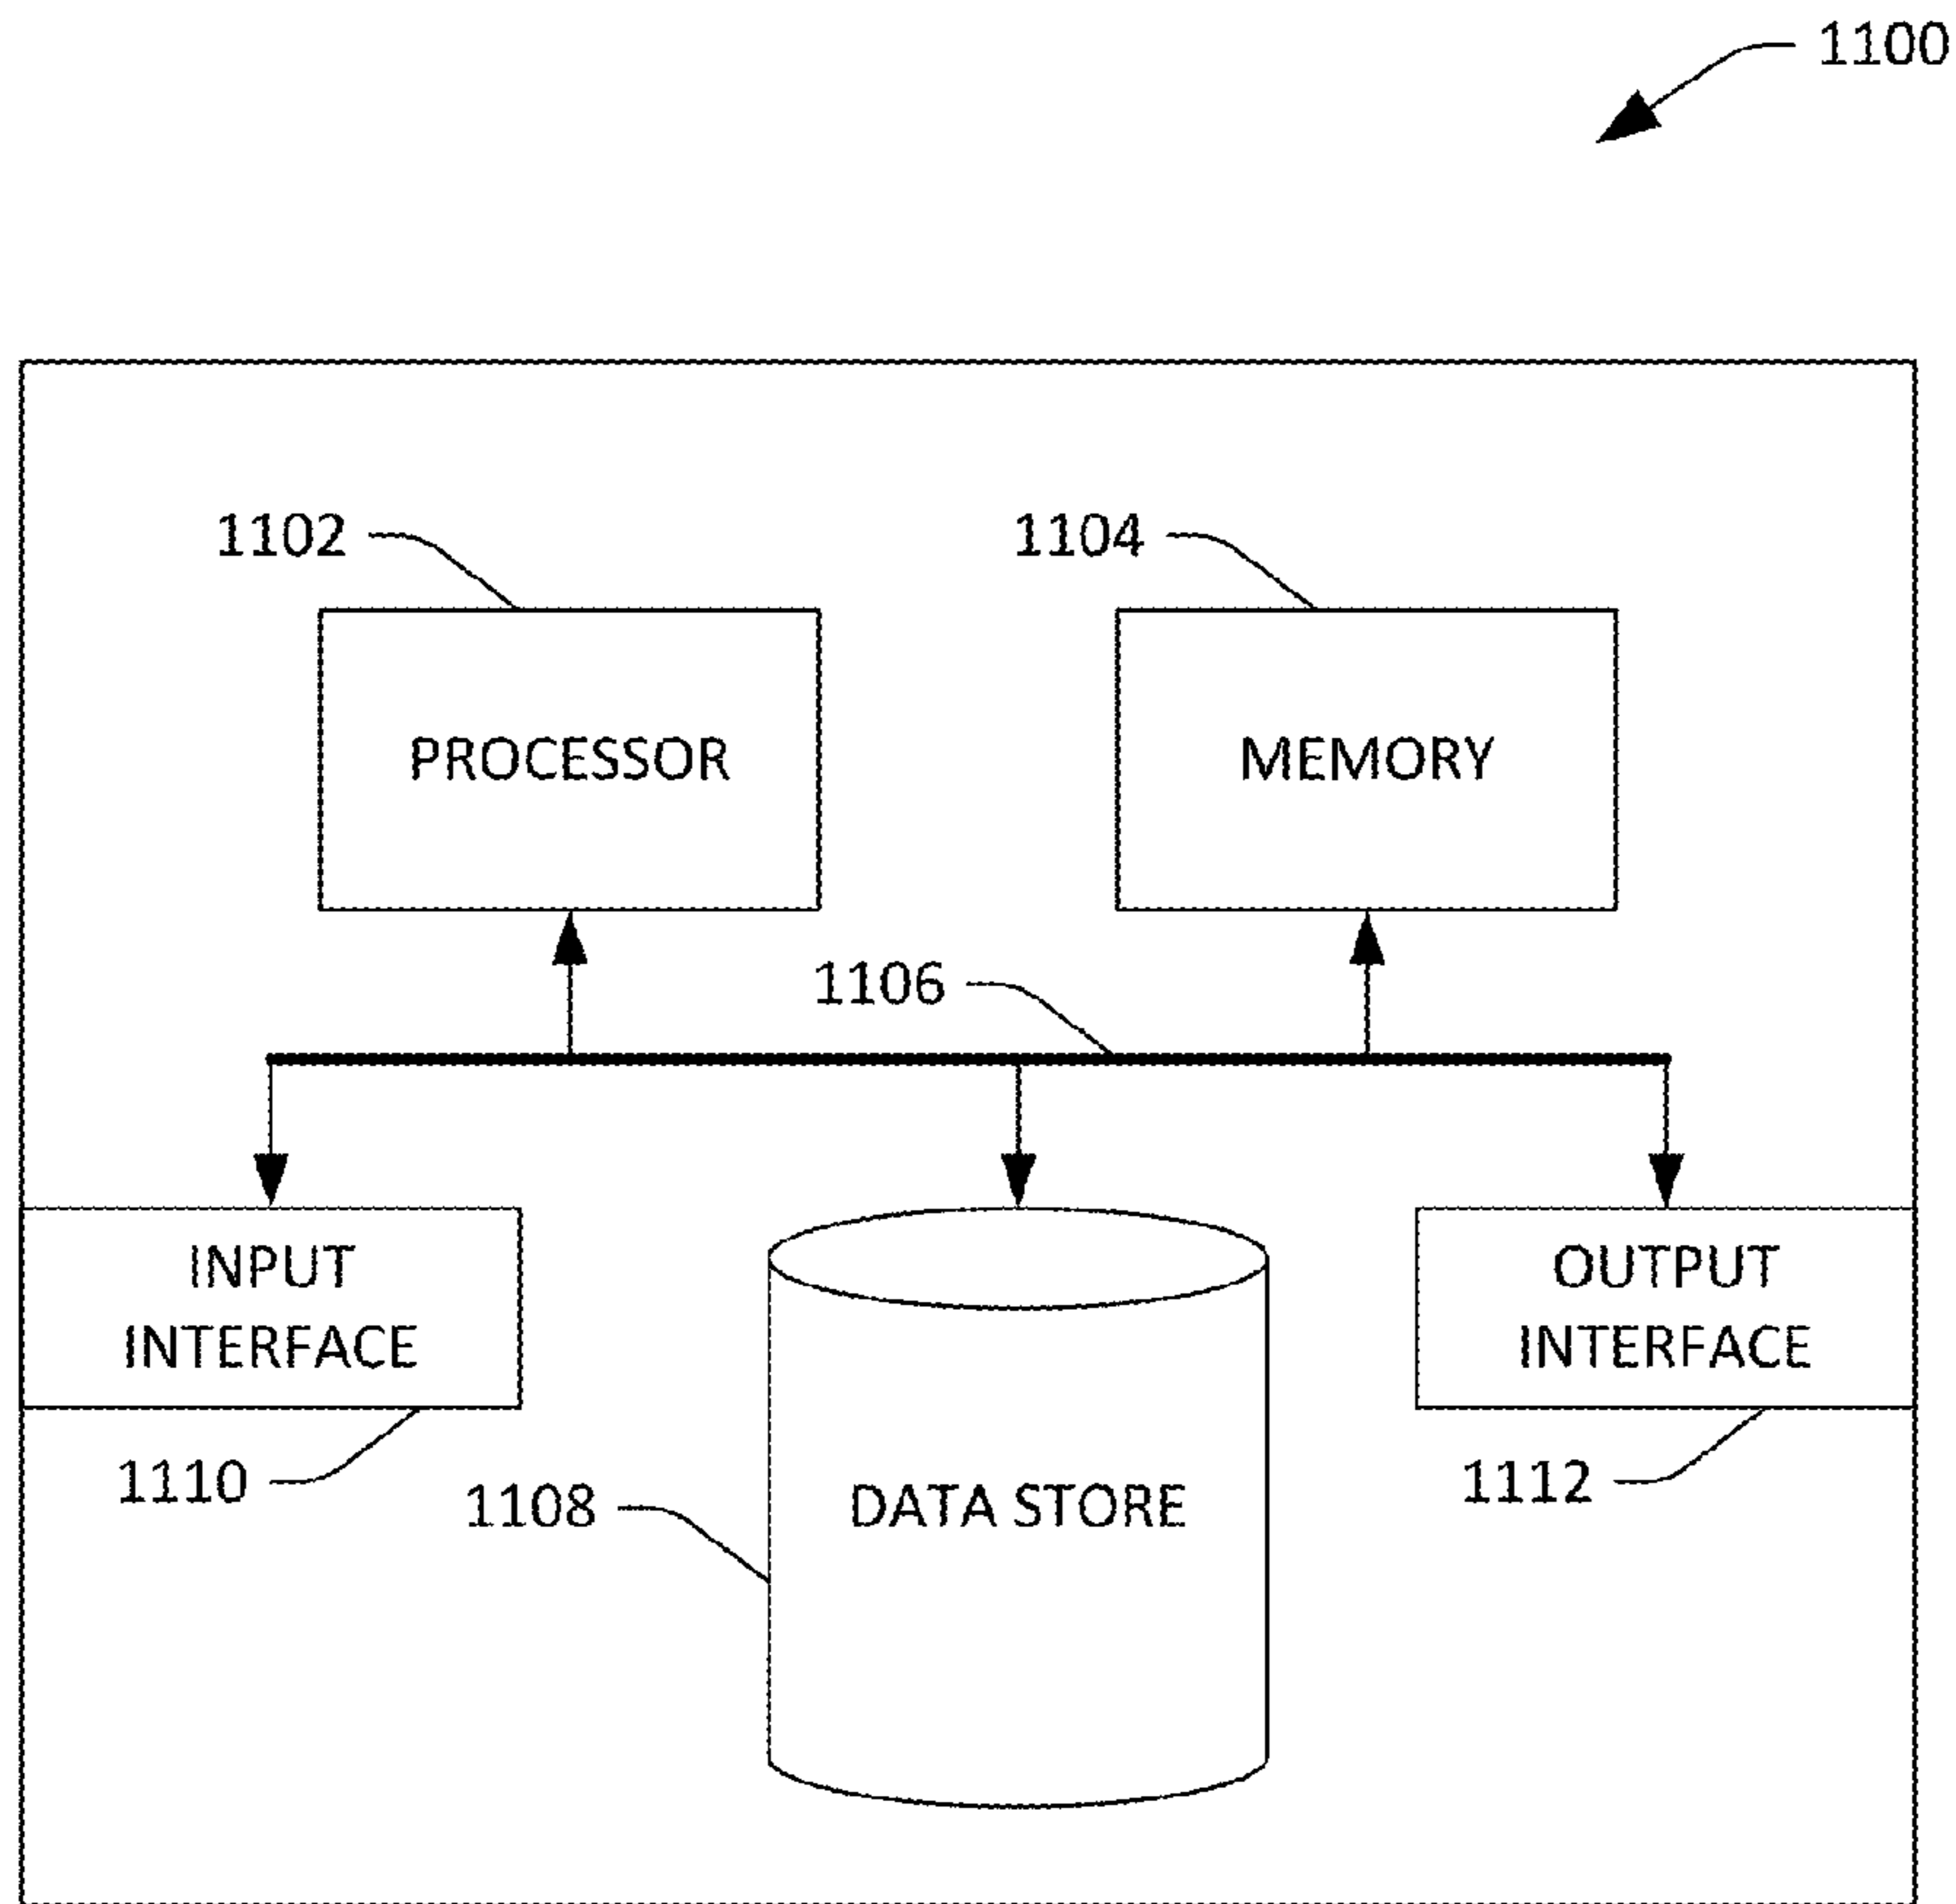 1100
1102
1104
PROCESSOR
MEMORY
1106
INPUT
INTERFACE
OUTPUT
INTERFACE
1110
1108
DATA STORE
1112